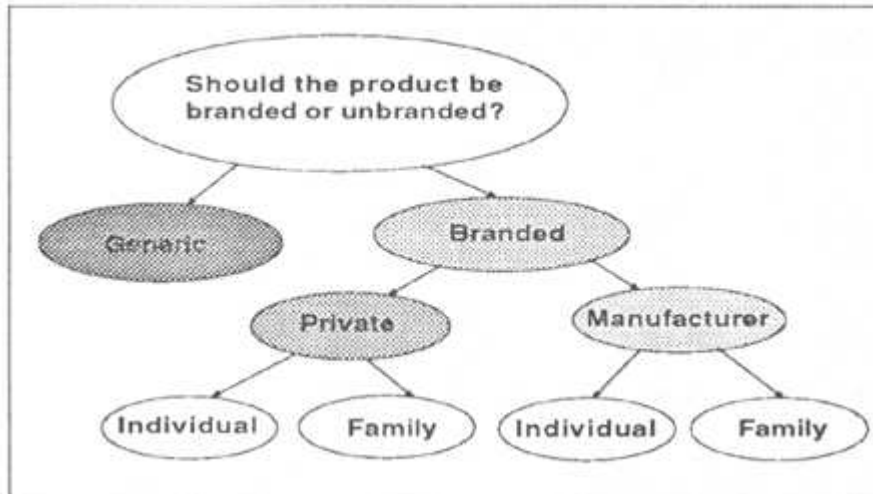 Should the product be
branded or unbranded?
Generic
Branded
Private
Manufacturer
Individual
Family
Individual
Family